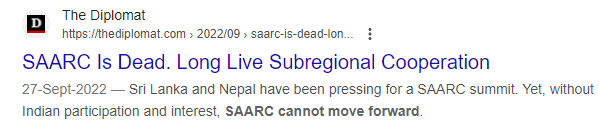 The Diplomat
https://thediplomat.com › 2022/09 › saarc-is-dead-lon...
SAARC Is Dead. Long Live Subregional Cooperation
27-Sept-2022 — Sri Lanka and Nepal have been pressing for a SAARC summit. Yet, without
Indian participation and interest, SAARC cannot move forward.